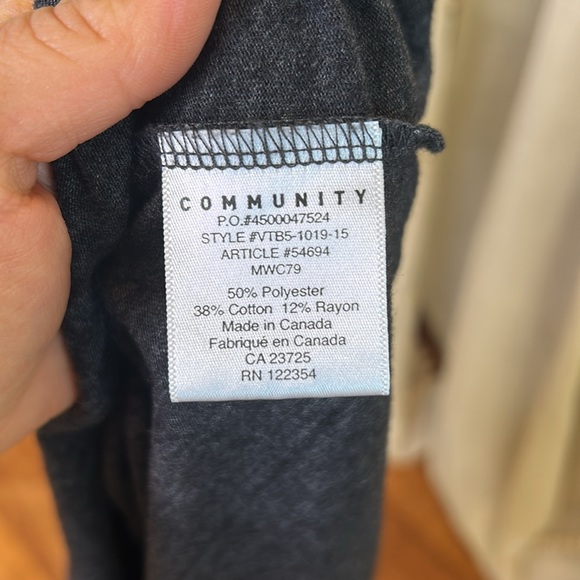 COMMUNITY
P.O.#4500047524
STYLE #VTB5-1019-15
ARTICLE #54694
MWC79
50% Polyester
38% Cotton 12% Rayon
Made in Canada
Fabriqué en Canada
CA 23725
RN 122354